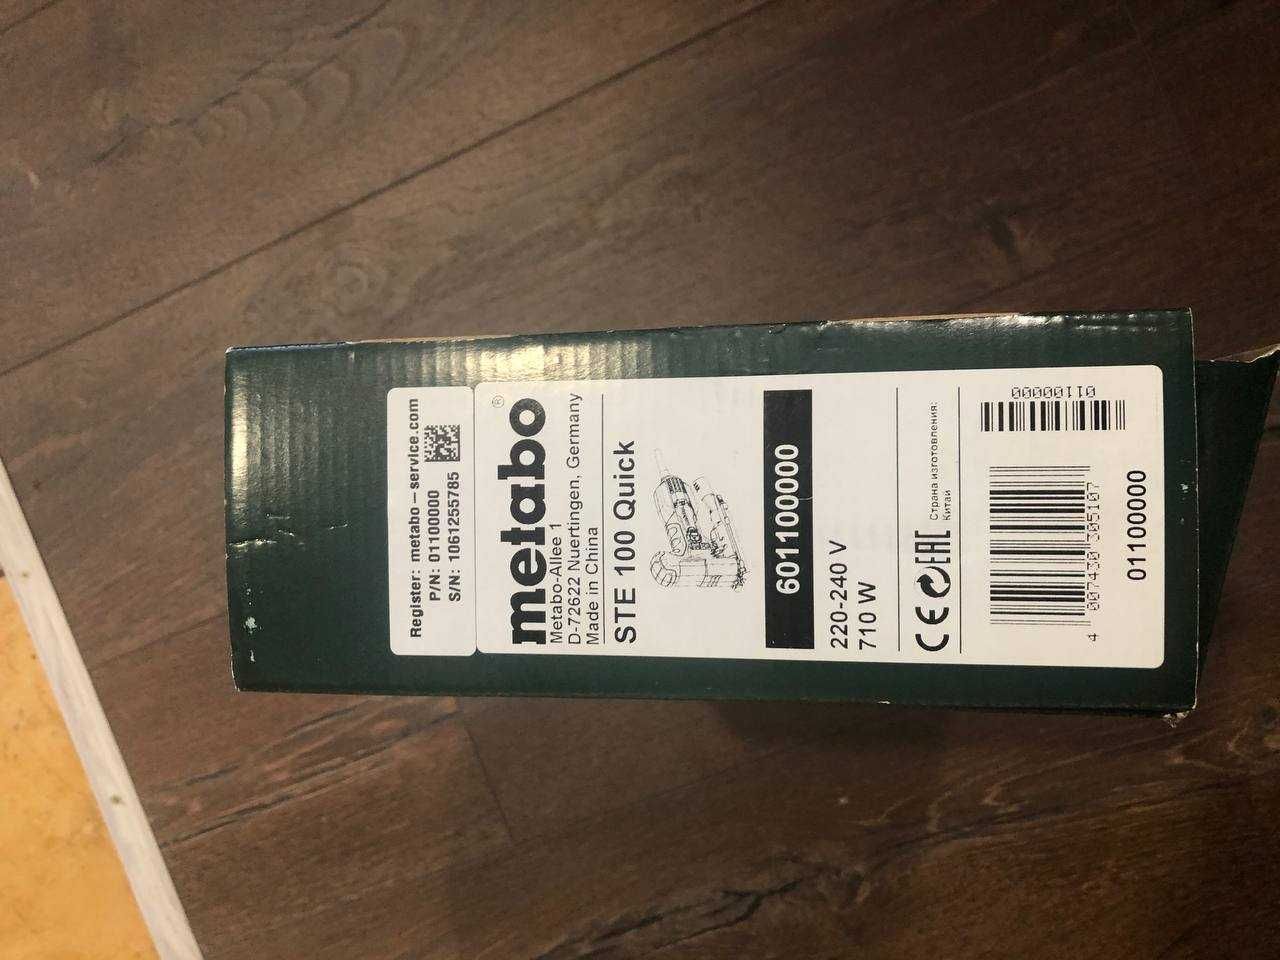 Register: metabo-service.com
P/N: 01100000
S/N: 1061255785
metabo®
Metabo-Allee 1
D-72622 Nuertingen, Germany
Made in China
STE 100 Quick
601100000
220-240 V
710 W
CE EAC Страна изготовления:
Китай
01100000
4 007430 305107
01100000